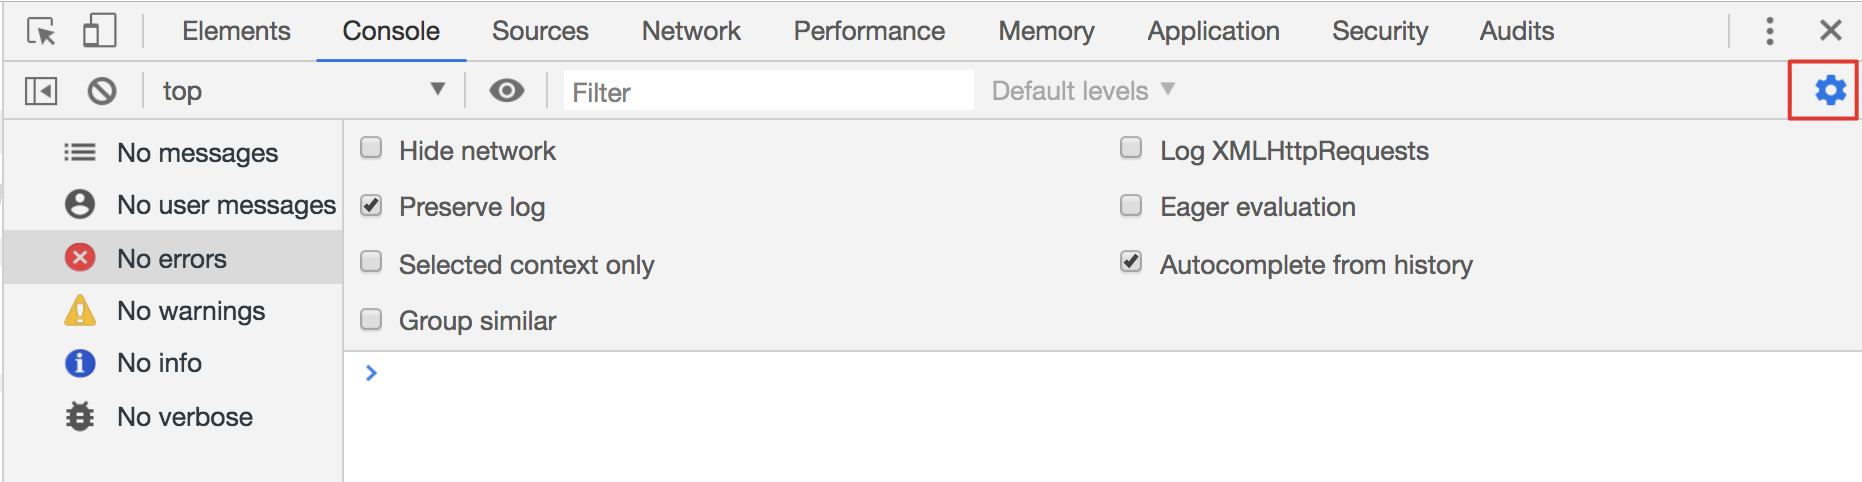 Elements Console Sources Network Performance Memory Application Security Audits
top Filter Default levels
No messages
No user messages
No errors
No warnings
No info
No verbose
Hide network
Preserve log
Selected context only
Group similar
Log XMLHttpRequests
Eager evaluation
Autocomplete from history